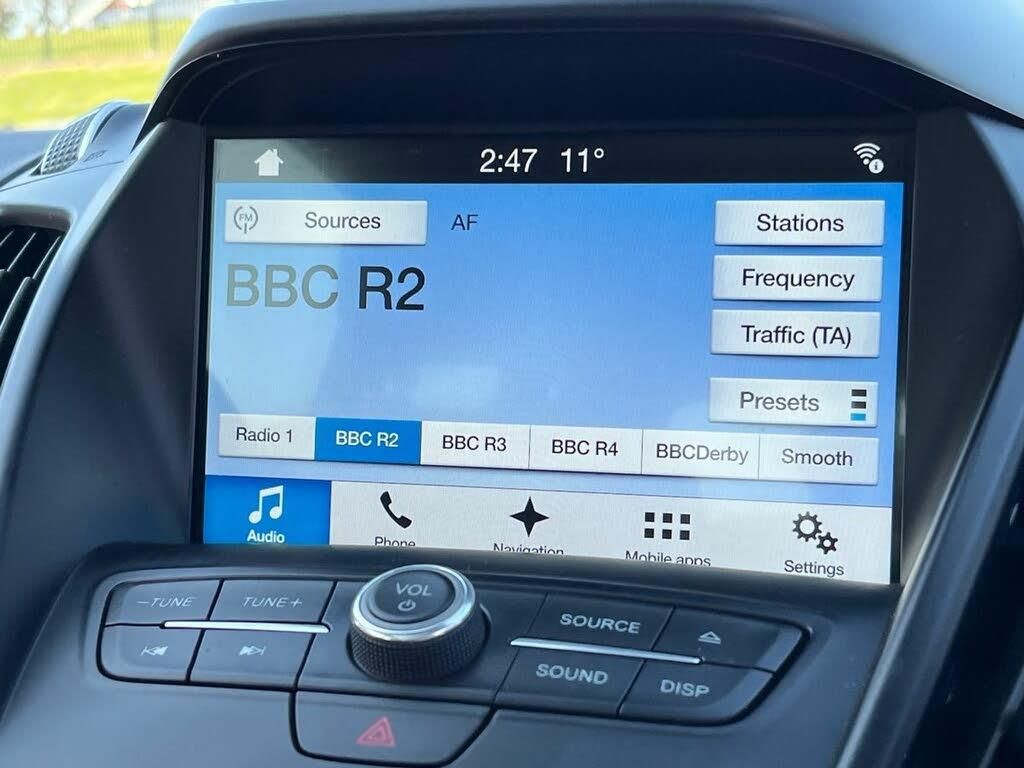 2:47 11°
FM Sources AF Stations
BBC R2
Frequency
Traffic (TA)
Presets
Radio 1 BBC R2 BBC R3 BBC R4 BBCDerby Smooth
Audio Phone Navigation Mobile apps Settings
−TUNE TUNE+ VOL SOURCE
SOUND DISP